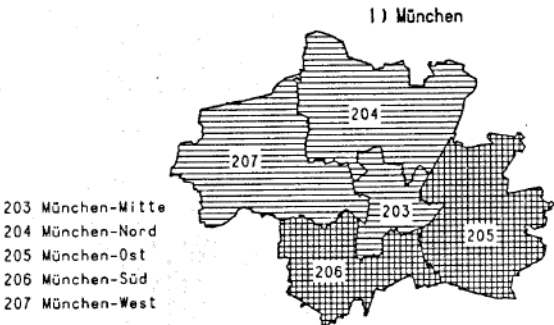 1) München
204
207
203
205
206
203 München-Mitte
204 München-Nord
205 München-Ost
206 München-Süd
207 München-West